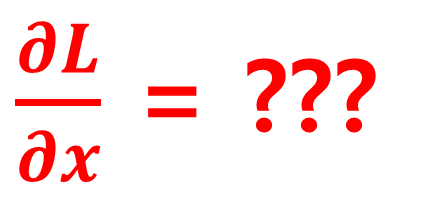 ∂L/∂x = ???